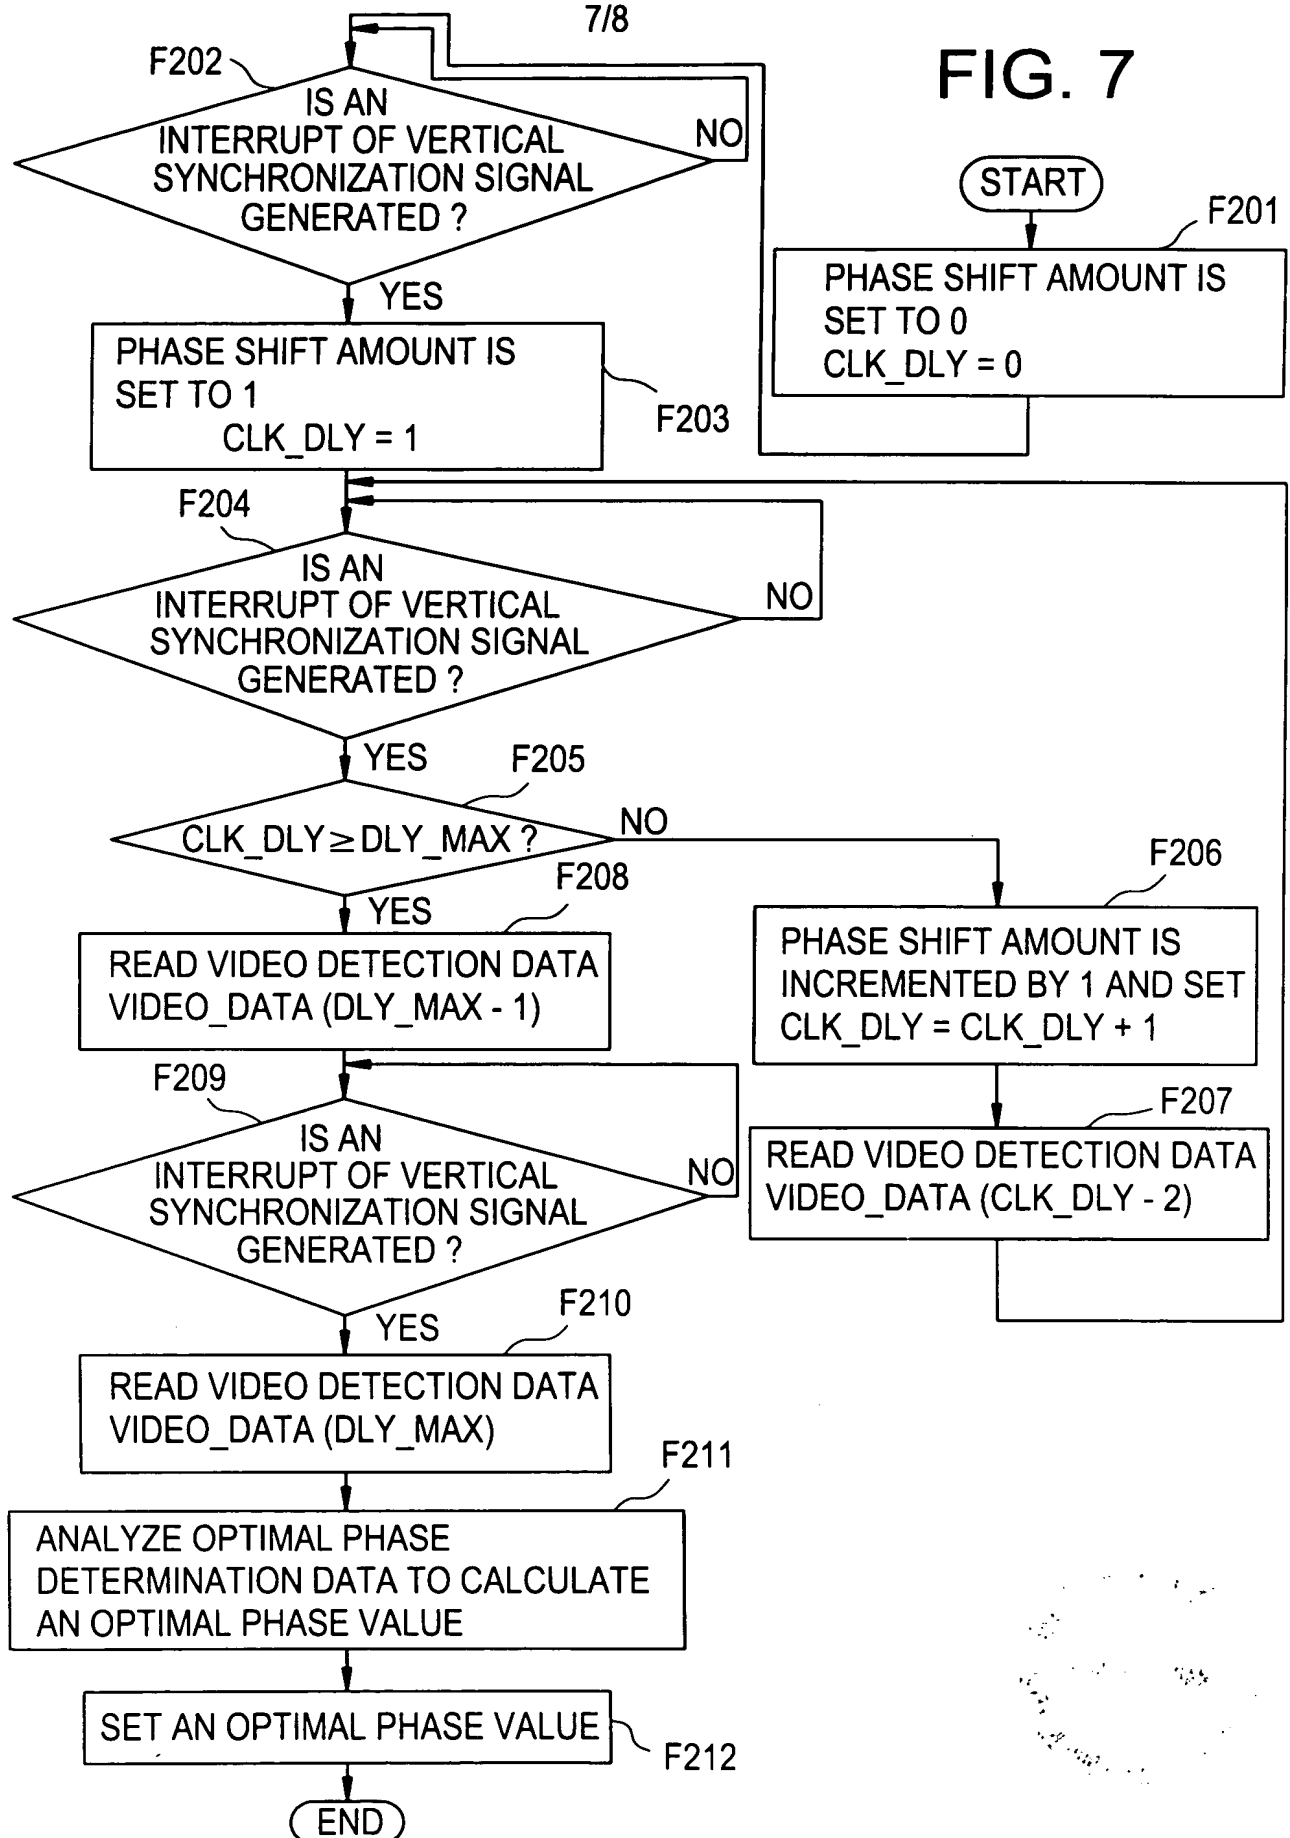 7/8
FIG. 7
START
F201
PHASE SHIFT AMOUNT IS
SET TO 0
CLK_DLY = 0
F202
IS AN
INTERRUPT OF VERTICAL
SYNCHRONIZATION SIGNAL
GENERATED ?
NO
YES
PHASE SHIFT AMOUNT IS
SET TO 1
CLK_DLY = 1
F203
F204
IS AN
INTERRUPT OF VERTICAL
SYNCHRONIZATION SIGNAL
GENERATED ?
NO
YES
F205
CLK_DLY ≥ DLY_MAX ?
NO
YES
F206
PHASE SHIFT AMOUNT IS
INCREMENTED BY 1 AND SET
CLK_DLY = CLK_DLY + 1
F207
READ VIDEO DETECTION DATA
VIDEO_DATA (CLK_DLY - 2)
F208
READ VIDEO DETECTION DATA
VIDEO_DATA (DLY_MAX - 1)
F209
IS AN
INTERRUPT OF VERTICAL
SYNCHRONIZATION SIGNAL
GENERATED ?
NO
YES
F210
READ VIDEO DETECTION DATA
VIDEO_DATA (DLY_MAX)
F211
ANALYZE OPTIMAL PHASE
DETERMINATION DATA TO CALCULATE
AN OPTIMAL PHASE VALUE
SET AN OPTIMAL PHASE VALUE
F212
END